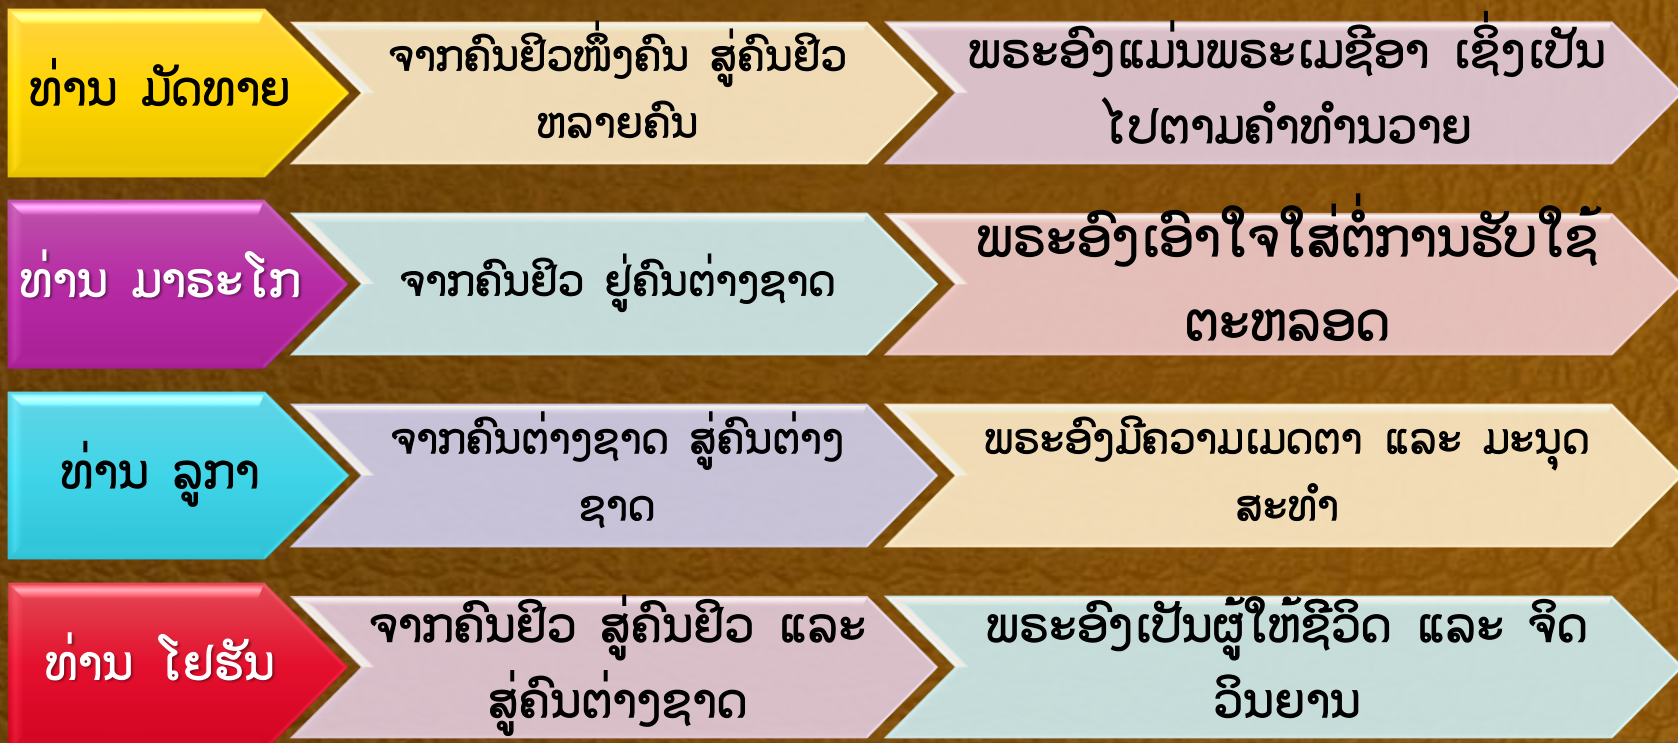 ທ່ານ ມັດທາຍ
ຈາກຄົນຢິວໜຶ່ງຄົນ ສູ່ຄົນຢິວ
ຫລາຍຄົນ
ພຣະອົງແມ່ນພຣະເມຊີອາ ເຊິ່ງເປັນ
ໄປຕາມຄຳທຳນວາຍ
ທ່ານ ມາຣະໂກ
ຈາກຄົນຢິວ ຢູ່ຄົນຕ່າງຊາດ
ພຣະອົງເອົາໃຈໃສ່ຕໍ່ການຮັບໃຊ້
ຕະຫລອດ
ທ່ານ ລູກາ
ຈາກຄົນຕ່າງຊາດ ສູ່ຄົນຕ່າງ
ຊາດ
ພຣະອົງມີຄວາມເມດຕາ ແລະ ມະນຸດ
ສະທຳ
ທ່ານ ໂຢຮັນ
ຈາກຄົນຢິວ ສູ່ຄົນຢິວ ແລະ
ສູ່ຄົນຕ່າງຊາດ
ພຣະອົງເປັນຜູ້ໃຫ້ຊີວິດ ແລະ ຈິດ
ວິນຍານ